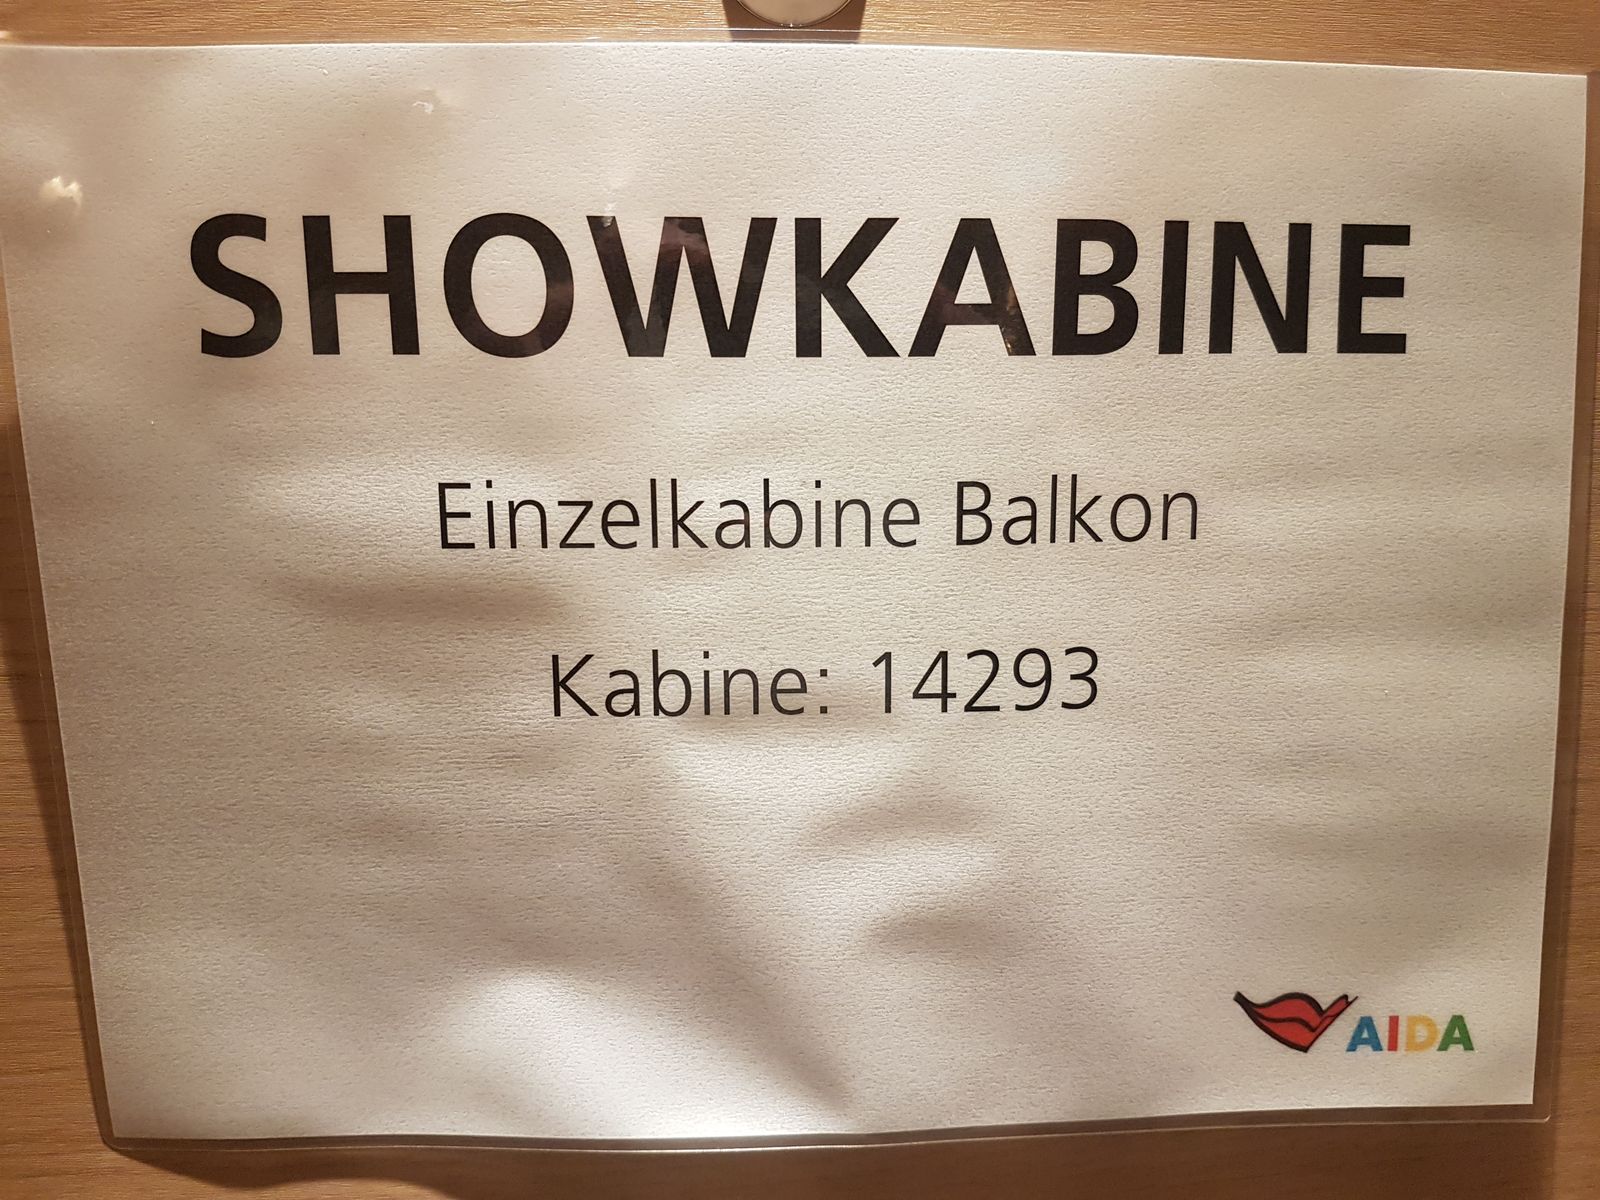 SHOWKABINE
Einzelkabine Balkon
Kabine: 14293
AIDA